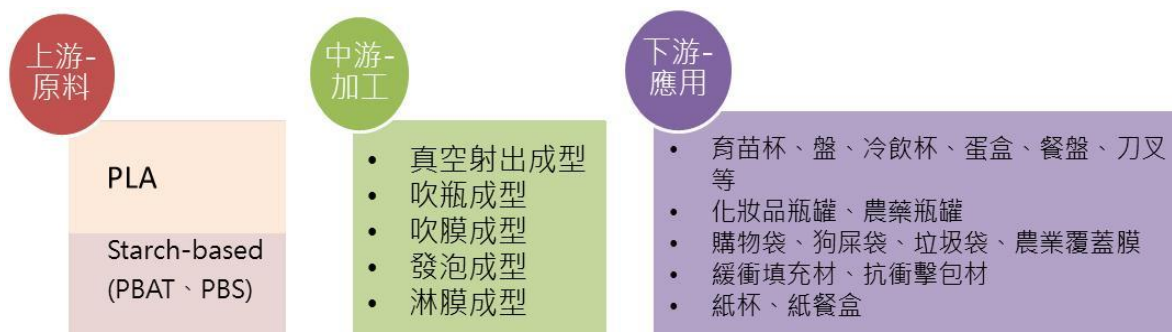 上游-
原料
PLA
Starch-based
(PBAT、PBS)
中游-
加工
• 真空射出成型
• 吹瓶成型
• 吹膜成型
• 發泡成型
• 淋膜成型
下游-
應用
• 育苗杯、盤、冷飲杯、蛋盒、餐盤、刀叉
等
• 化妝品瓶罐、農藥瓶罐
• 購物袋、狗屎袋、垃圾袋、農業覆蓋膜
• 緩衝填充材、抗衝擊包材
• 紙杯、紙餐盒